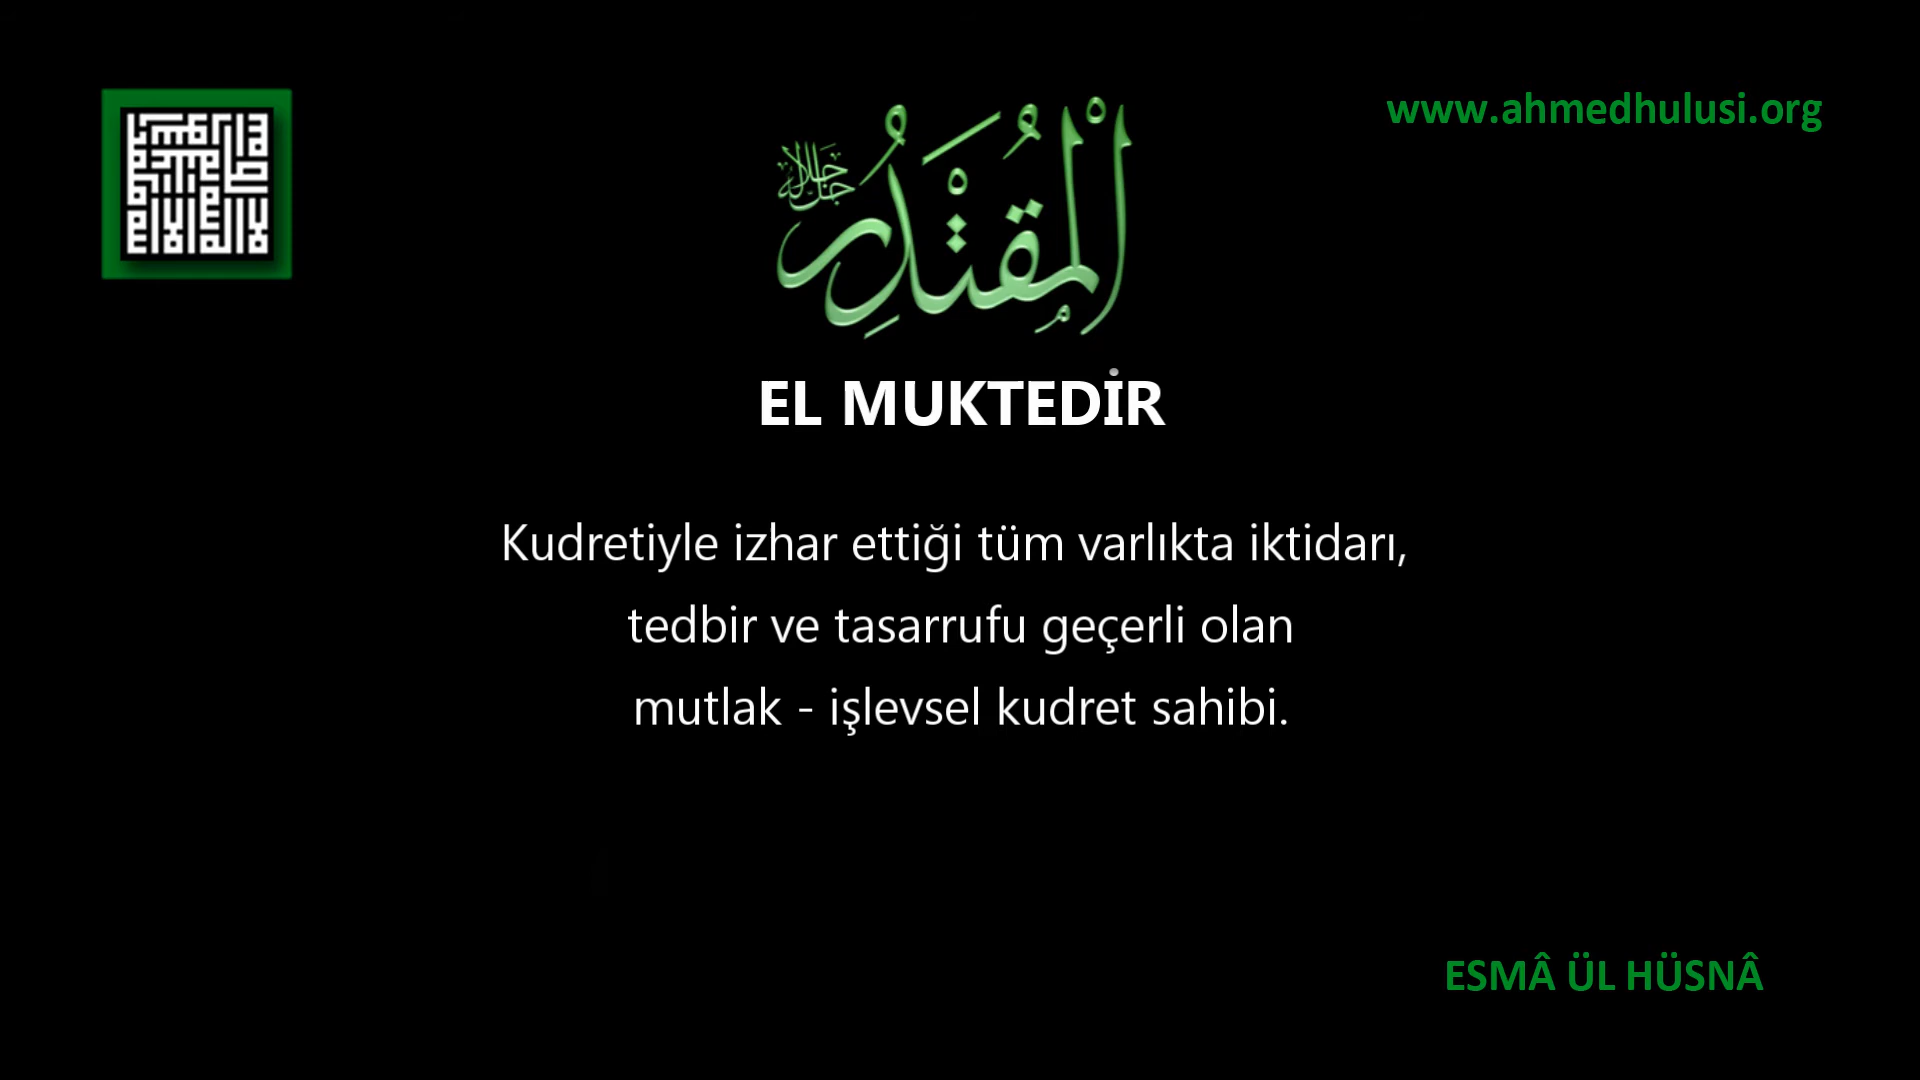 www.ahmedhulusi.org
الْمُقْتَدِرُ
جل جلاله
EL MUKTEDİR
Kudretiyle izhar ettiği tüm varlıkta iktidarı,
tedbir ve tasarrufu geçerli olan
mutlak - işlevsel kudret sahibi.
ESMÂ ÜL HÜSNÂ